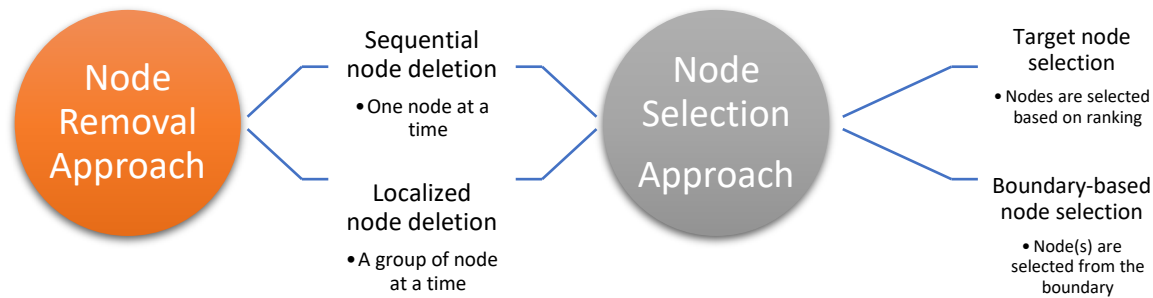 Node
Removal
Approach
Sequential
node deletion
•One node at a
time
Localized
node deletion
•A group of node
at a time
Node
Selection
Approach
Target node
selection
•Nodes are selected
based on ranking
Boundary-based
node selection
•Node(s) are
selected from the
boundary